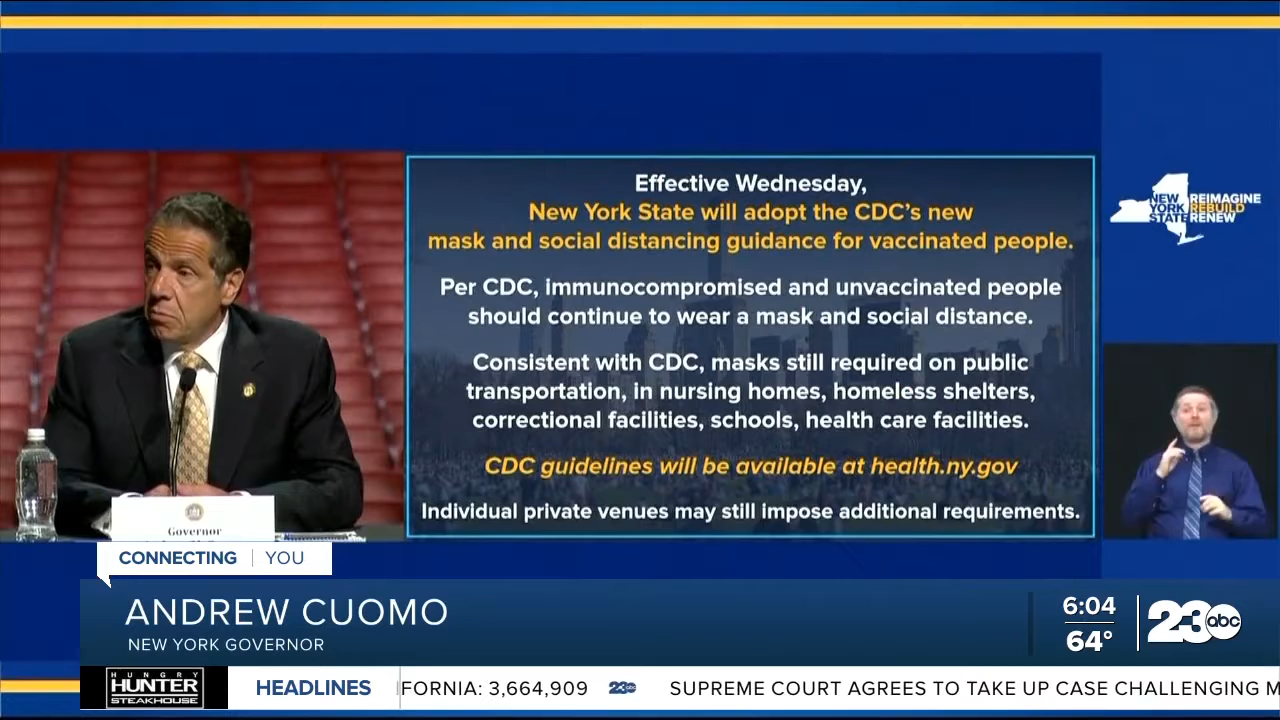 Effective Wednesday,
New York State will adopt the CDC's new
mask and social distancing guidance for vaccinated people.
Per CDC, immunocompromised and unvaccinated people
should continue to wear a mask and social distance.
Consistent with CDC, masks still required on public
transportation, in nursing homes, homeless shelters,
correctional facilities, schools, health care facilities.
CDC guidelines will be available at health.ny.gov
Individual private venues may still impose additional requirements.
NEW
YORK
STATE
REIMAGINE
REBUILD
RENEW
Governor
CONNECTING | YOU
ANDREW CUOMO
NEW YORK GOVERNOR
6:04
64°
23 abc
HUNGRY
HUNTER
STEAKHOUSE
HEADLINES
FORNIA: 3,664,909 23 abc SUPREME COURT AGREES TO TAKE UP CASE CHALLENGING M